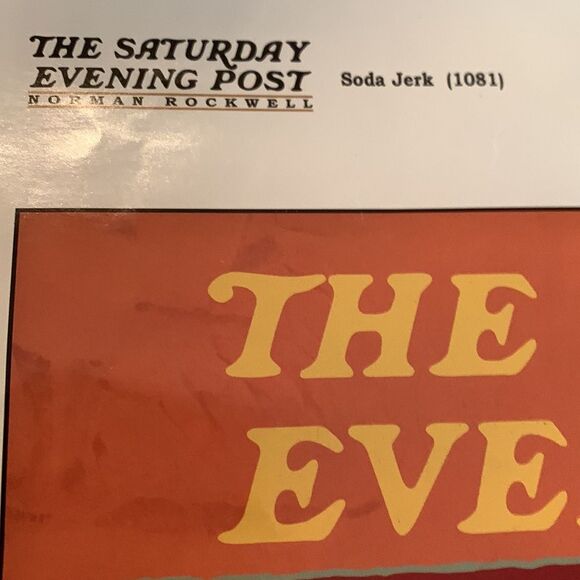 THE SATURDAY
EVENING POST
NORMAN ROCKWELL
Soda Jerk (1081)
THE
EVE